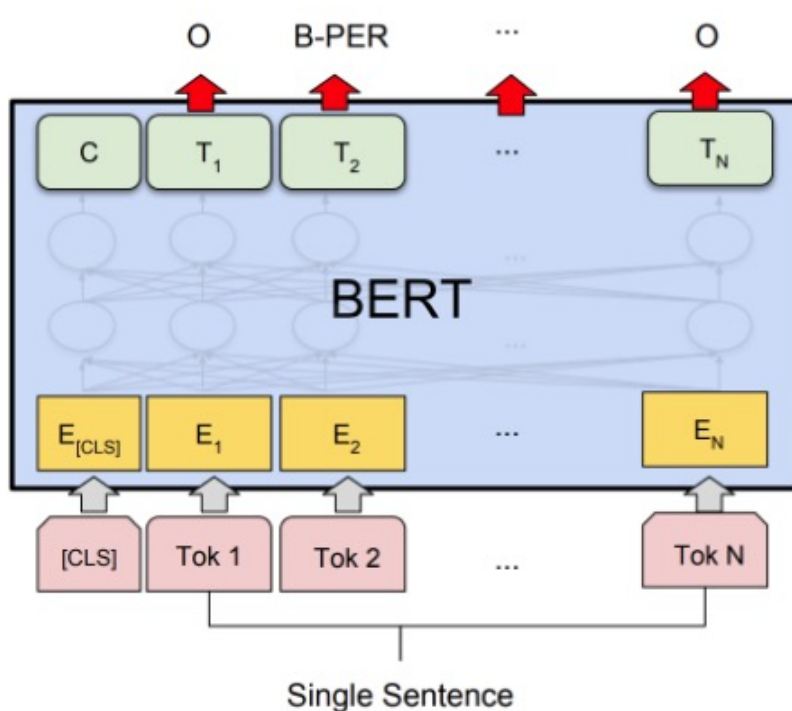 O B-PER ... O
C T1 T2 ... TN
...
BERT
...
E[CLS] E1 E2 ... EN
[CLS] Tok 1 Tok 2 ... Tok N
Single Sentence